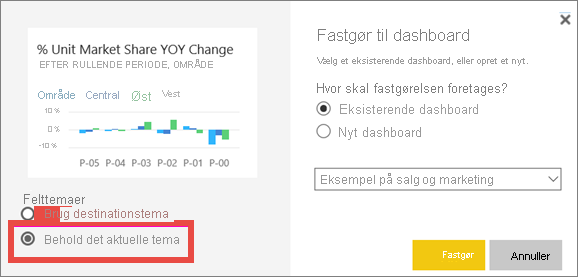 % Unit Market Share YOY Change
EFTER RULLENDE PERIODE, OMRÅDE
Område Central Øst Vest
10 %
0 %
-10 %
P-05 P-04 P-03 P-02 P-01 P-00
Felttemaer
Brug destinationstema
Behold det aktuelle tema
Fastgør til dashboard
Vælg et eksisterende dashboard, eller opret et nyt.
Hvor skal fastgørelsen foretages?
Eksisterende dashboard
Nyt dashboard
Eksempel på salg og marketing
Fastgør Annuller